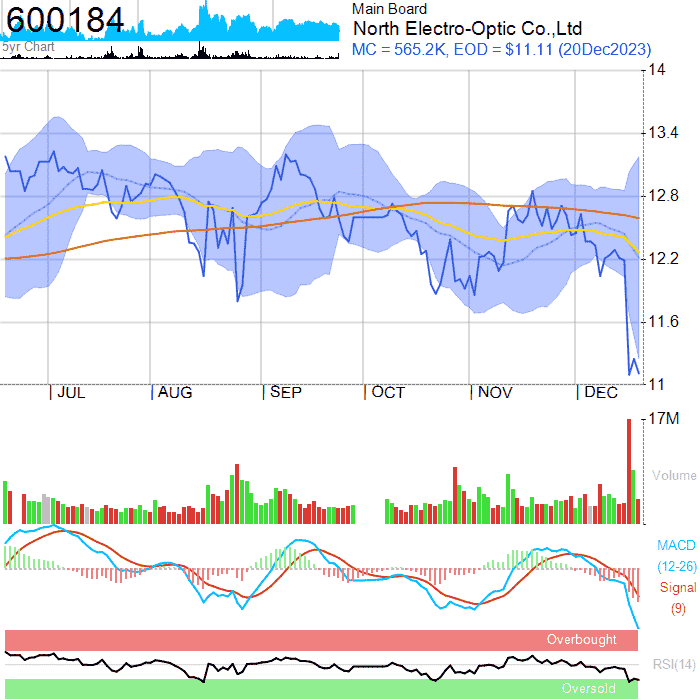 600184
5yr Chart
Main Board
North Electro-Optic Co.,Ltd
MC = 565.2K, EOD = $11.11 (20Dec2023)
14
13.4
12.8
12.2
11.6
11
JUL AUG SEP OCT NOV DEC
17M
Volume
MACD
(12-26)
Signal
(9)
Overbought
RSI(14)
Oversold